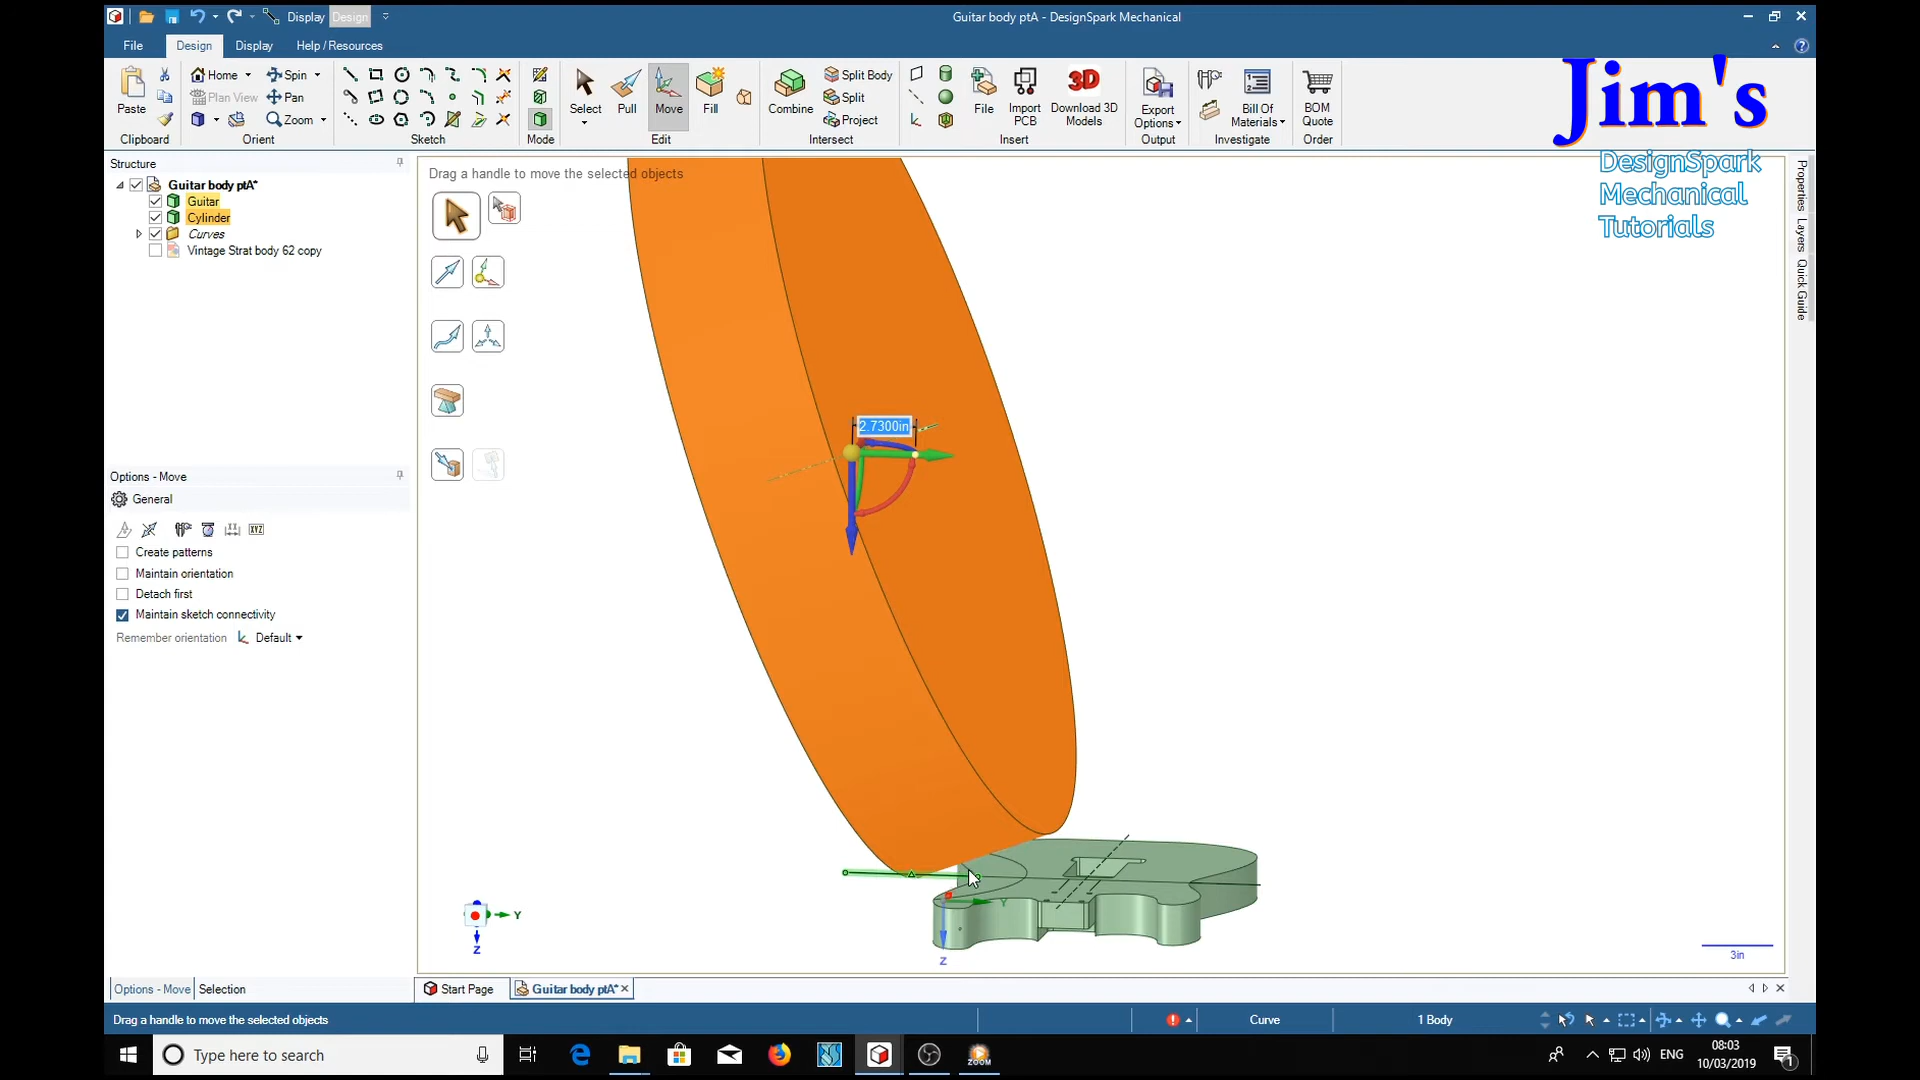 Display Design
Guitar body ptA* - DesignSpark Mechanical
File Design Display Help / Resources
Paste
Clipboard
Home Spin
Plan View Pan
Zoom
Orient
Sketch
Mode
Select Pull Move Fill
Edit
Combine
Split Body
Split
Project
Intersect
File Import PCB Download 3D Models
Insert
Export Options
Output
Bill Of Materials
Investigate
BOM Quote
Order
3D
Jim's
DesignSpark
Mechanical
Tutorials
Structure
Guitar body ptA*
Guitar
Cylinder
Curves
Vintage Strat body 62 copy
Drag a handle to move the selected objects
2.7300in
Properties
Layers
Quick Guide
Options - Move
General
XYZ
Create patterns
Maintain orientation
Detach first
Maintain sketch connectivity
Remember orientation Default
Y
Z
Y
Z
3in
Options - Move Selection
Start Page Guitar body ptA*
Drag a handle to move the selected objects
Curve
1 Body
Type here to search
ZOOM
ENG
08:03
10/03/2019
1